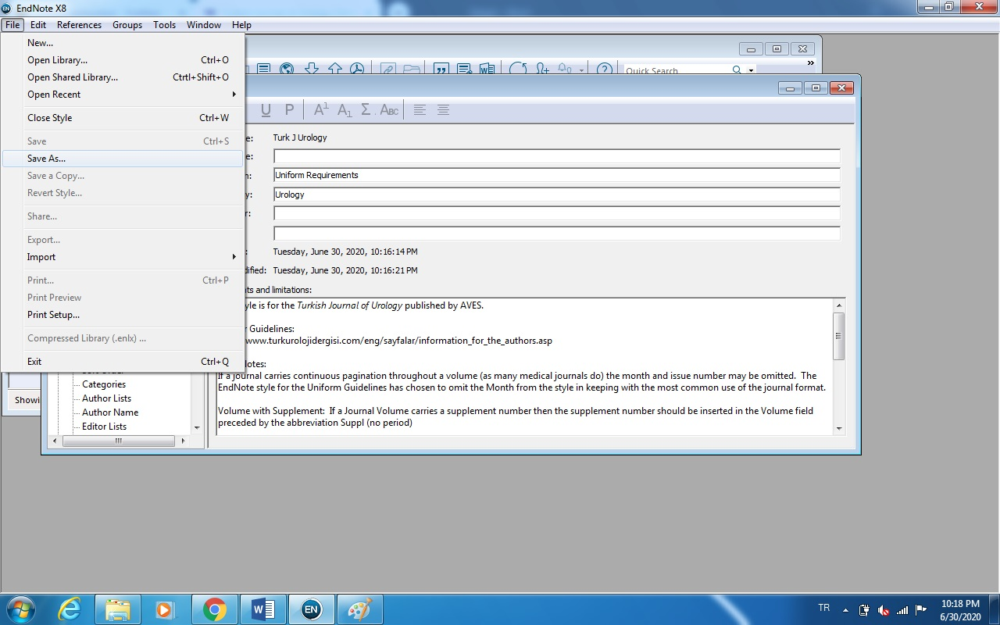 EndNote X8
File Edit References Groups Tools Window Help
New...
Open Library... Ctrl+O
Open Shared Library... Ctrtl+Shift+O
Open Recent
Close Style Ctrl+W
Save Ctrl+S
Save As...
Save a Copy...
Revert Style...
Share...
Export...
Import
Print... Ctrl+P
Print Preview
Print Setup...
Compressed Library (.enlx) ...
Exit Ctrl+Q
Quick Search
U P A1 A1 Σ ABC
e: Turk J Urology
e:
n: Uniform Requirements
y: Urology
r:
: Tuesday, June 30, 2020, 10:16:14 PM
dified: Tuesday, June 30, 2020, 10:16:21 PM
ts and limitations:
yle is for the Turkish Journal of Urology published by AVES.
r Guidelines:
www.turkurolojidergisi.com/eng/sayfalar/information_for_the_authors.asp
lotes:
If a journal carries continuous pagination throughout a volume (as many medical journals do) the month and issue number may be omitted. The
EndNote style for the Uniform Guidelines has chosen to omit the Month from the style in keeping with the most common use of the journal format.
Volume with Supplement: If a Journal Volume carries a supplement number then the supplement number should be inserted in the Volume field
preceded by the abbreviation Suppl (no period)
Categories
Author Lists
Author Name
Editor Lists
Showi
EN
TR
10:18 PM
6/30/2020